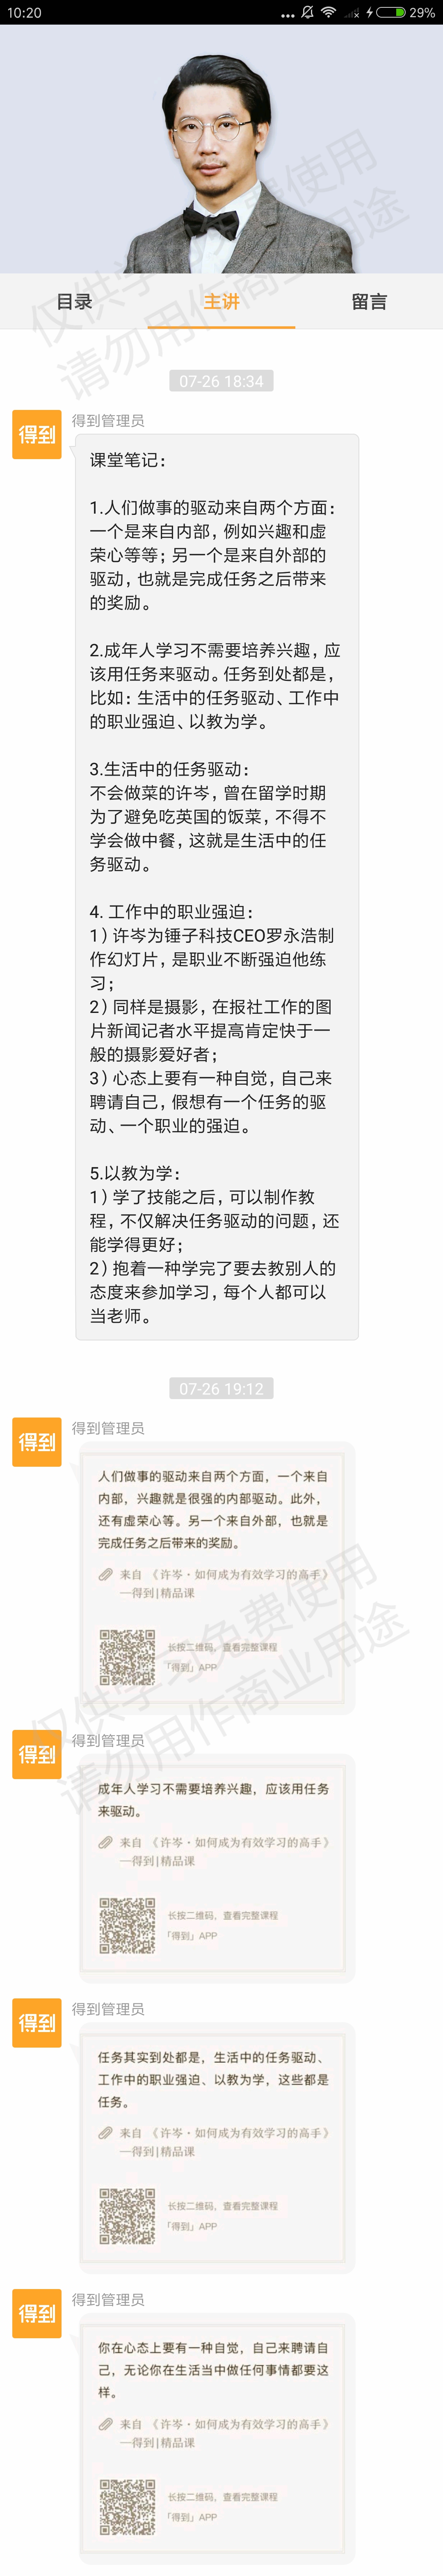 10:20
29%
仅供学习免费使用
请勿用作商业用途
目录
主讲
留言
07-26 18:34
得到
得到管理员
课堂笔记：
1.人们做事的驱动来自两个方面：
一个是来自内部，例如兴趣和虚
荣心等等；另一个是来自外部的
驱动，也就是完成任务之后带来
的奖励。
2.成年人学习不需要培养兴趣，应
该用任务来驱动。任务到处都是，
比如：生活中的任务驱动、工作中
的职业强迫、以教为学。
3.生活中的任务驱动：
不会做菜的许岑，曾在留学时期
为了避免吃英国的饭菜，不得不
学会做中餐，这就是生活中的任
务驱动。
4. 工作中的职业强迫：
1）许岑为锤子科技CEO罗永浩制
作幻灯片，是职业不断强迫他练
习；
2）同样是摄影，在报社工作的图
片新闻记者水平提高肯定快于一
般的摄影爱好者；
3）心态上要有一种自觉，自己来
聘请自己，假想有一个任务的驱
动、一个职业的强迫。
5.以教为学：
1）学了技能之后，可以制作教
程，不仅解决任务驱动的问题，还
能学得更好；
2）抱着一种学完了要去教别人的
态度来参加学习，每个人都可以
当老师。
07-26 19:12
得到
得到管理员
人们做事的驱动来自两个方面，一个来自
内部，兴趣就是很强的内部驱动。此外，
还有虚荣心等。另一个来自外部，也就是
完成任务之后带来的奖励。
来自 《许岑·如何成为有效学习的高手》
—得到|精品课
长按二维码，查看完整课程
「得到」APP
仅供学习免费使用
请勿用作商业用途
得到
得到管理员
成年人学习不需要培养兴趣，应该用任务
来驱动。
来自 《许岑·如何成为有效学习的高手》
—得到|精品课
长按二维码，查看完整课程
「得到」APP
得到
得到管理员
任务其实到处都是，生活中的任务驱动、
工作中的职业强迫、以教为学，这些都是
任务。
来自 《许岑·如何成为有效学习的高手》
—得到|精品课
长按二维码，查看完整课程
「得到」APP
得到
得到管理员
你在心态上要有一种自觉，自己来聘请自
己，无论你在生活当中做任何事情都要这
样。
来自 《许岑·如何成为有效学习的高手》
—得到|精品课
长按二维码，查看完整课程
「得到」APP